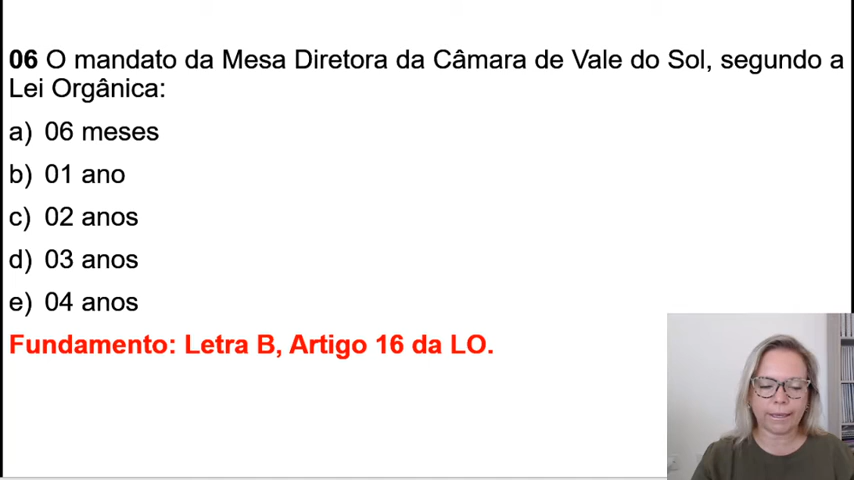 06 O mandato da Mesa Diretora da Câmara de Vale do Sol, segundo a
Lei Orgânica:
a) 06 meses
b) 01 ano
c) 02 anos
d) 03 anos
e) 04 anos
Fundamento: Letra B, Artigo 16 da LO.